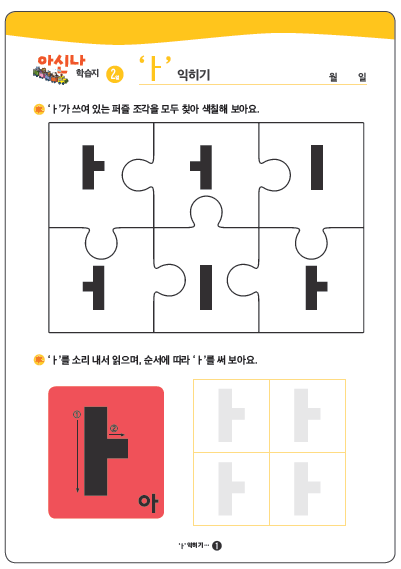 아시나
학습지 2세 'ㅏ' 익히기 월 일
'ㅏ'가 쓰여 있는 퍼즐 조각을 모두 찾아 색칠해 보아요.
ㅏ ㅓ ㅣ
ㅓ ㅣ ㅏ
'ㅏ'를 소리 내서 읽으며, 순서에 따라 'ㅏ'를 써 보아요.
① ② ㅏ
아
ㅏ ㅏ
ㅏ ㅏ
'ㅏ' 익히기 … 1